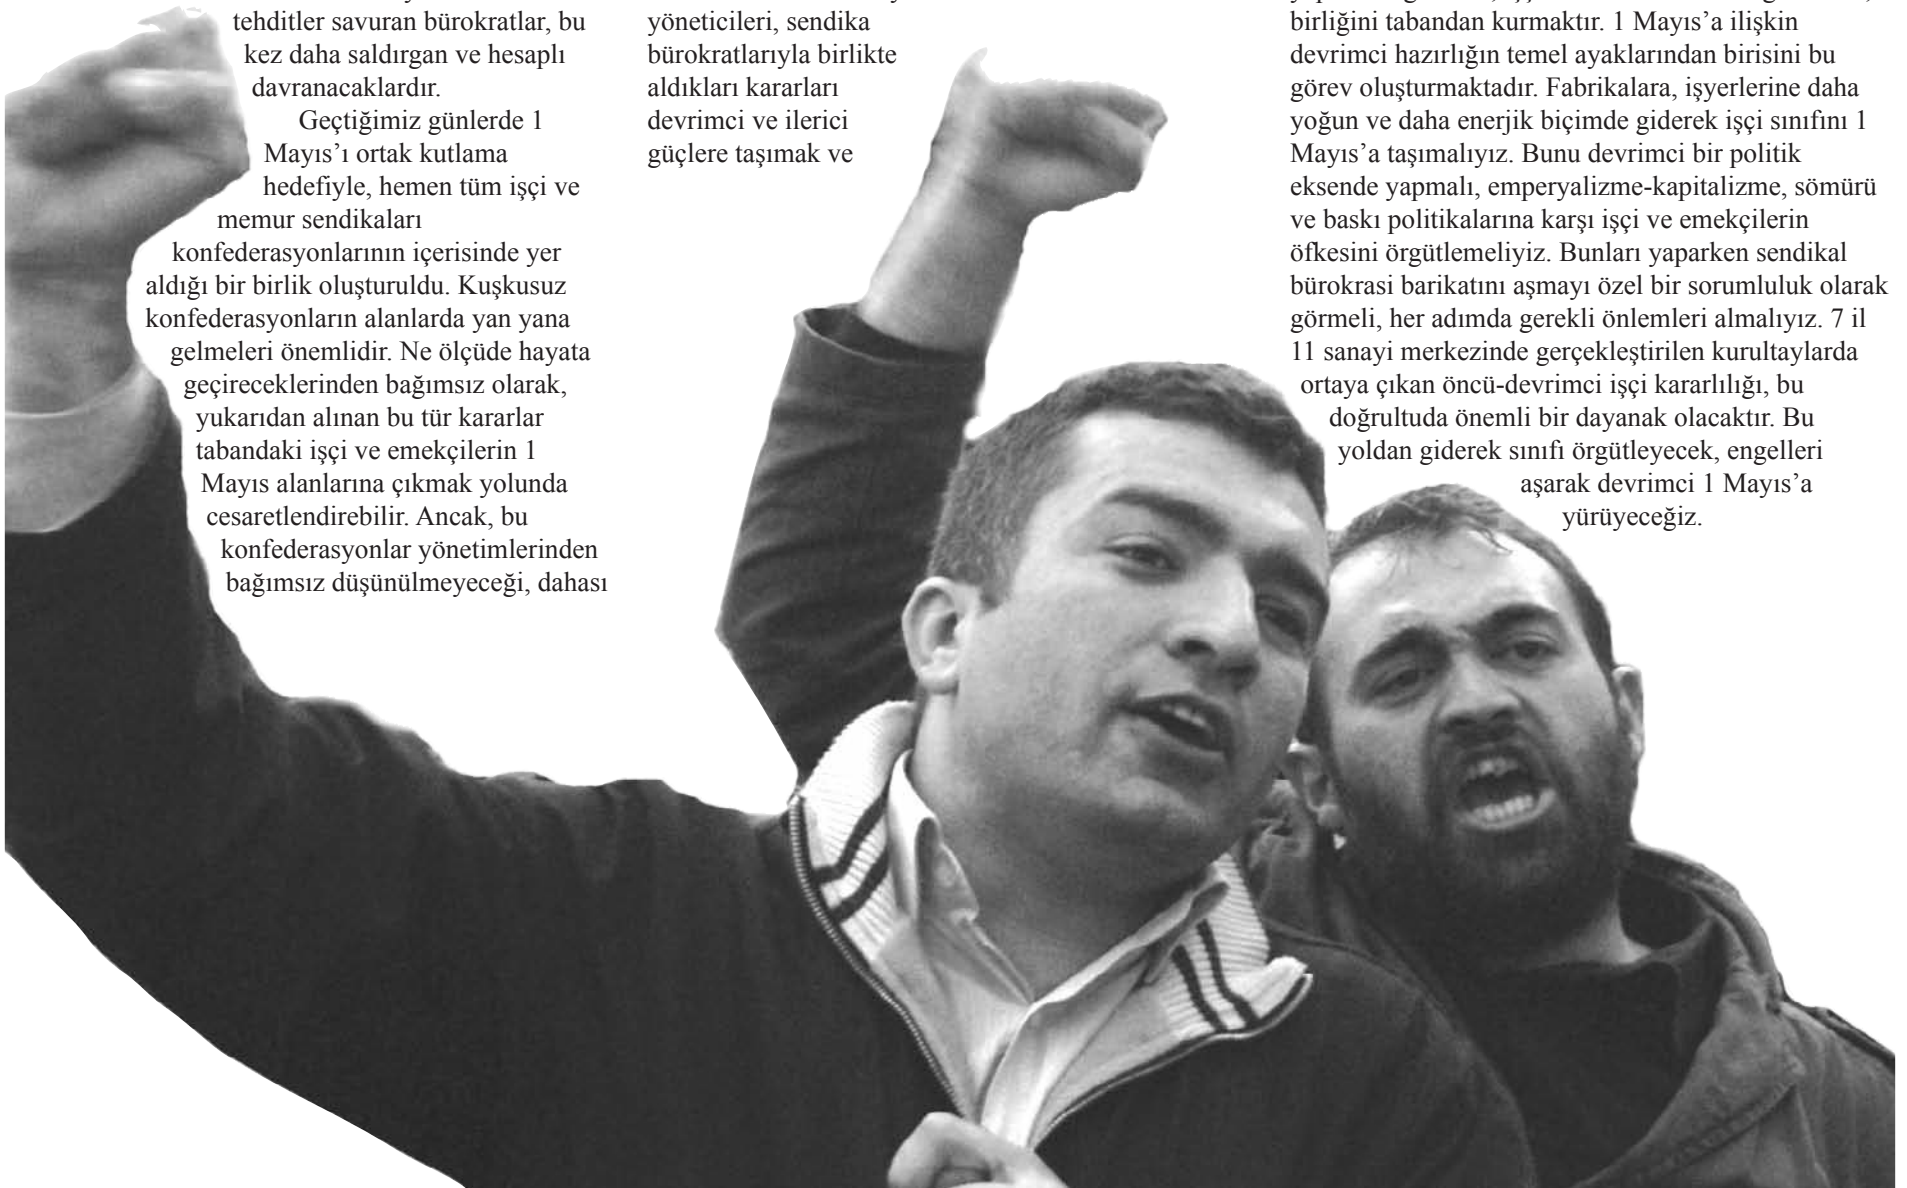 tehditler savuran bürokratlar, bu
kez daha saldırgan ve hesaplı
davranacaklardır.
Geçtiğimiz günlerde 1
Mayıs’ı ortak kutlama
hedefiyle, hemen tüm işçi ve
memur sendikaları
konfederasyonlarının içerisinde yer
aldığı bir birlik oluşturuldu. Kuşkusuz
konfederasyonların alanlarda yan yana
gelmeleri önemlidir. Ne ölçüde hayata
geçireceklerinden bağımsız olarak,
yukarıdan alınan bu tür kararlar
tabandaki işçi ve emekçilerin 1
Mayıs alanlarına çıkmak yolunda
cesaretlendirebilir. Ancak, bu
konfederasyonlar yönetimlerinden
bağımsız düşünülmeyeceği, dahası
yöneticileri, sendika
bürokratlarıyla birlikte
aldıkları kararları
devrimci ve ilerici
güçlere taşımak ve
birliğini tabandan kurmaktır. 1 Mayıs’a ilişkin
devrimci hazırlığın temel ayaklarından birisini bu
görev oluşturmaktadır. Fabrikalara, işyerlerine daha
yoğun ve daha enerjik biçimde giderek işçi sınıfını 1
Mayıs’a taşımalıyız. Bunu devrimci bir politik
eksende yapmalı, emperyalizme-kapitalizme, sömürü
ve baskı politikalarına karşı işçi ve emekçilerin
öfkesini örgütlemeliyiz. Bunları yaparken sendikal
bürokrasi barikatını aşmayı özel bir sorumluluk olarak
görmeli, her adımda gerekli önlemleri almalıyız. 7 il
11 sanayi merkezinde gerçekleştirilen kurultaylarda
ortaya çıkan öncü-devrimci işçi kararlılığı, bu
doğrultuda önemli bir dayanak olacaktır. Bu
yoldan giderek sınıfı örgütleyecek, engelleri
aşarak devrimci 1 Mayıs’a
yürüyeceğiz.